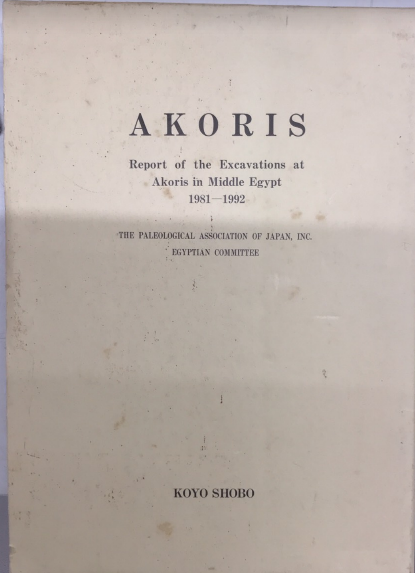 AKORIS
Report of the Excavations at
Akoris in Middle Egypt
1981—1992
THE PALEOLOGICAL ASSOCIATION OF JAPAN, INC.
EGYPTIAN COMMITTEE
KOYO SHOBO